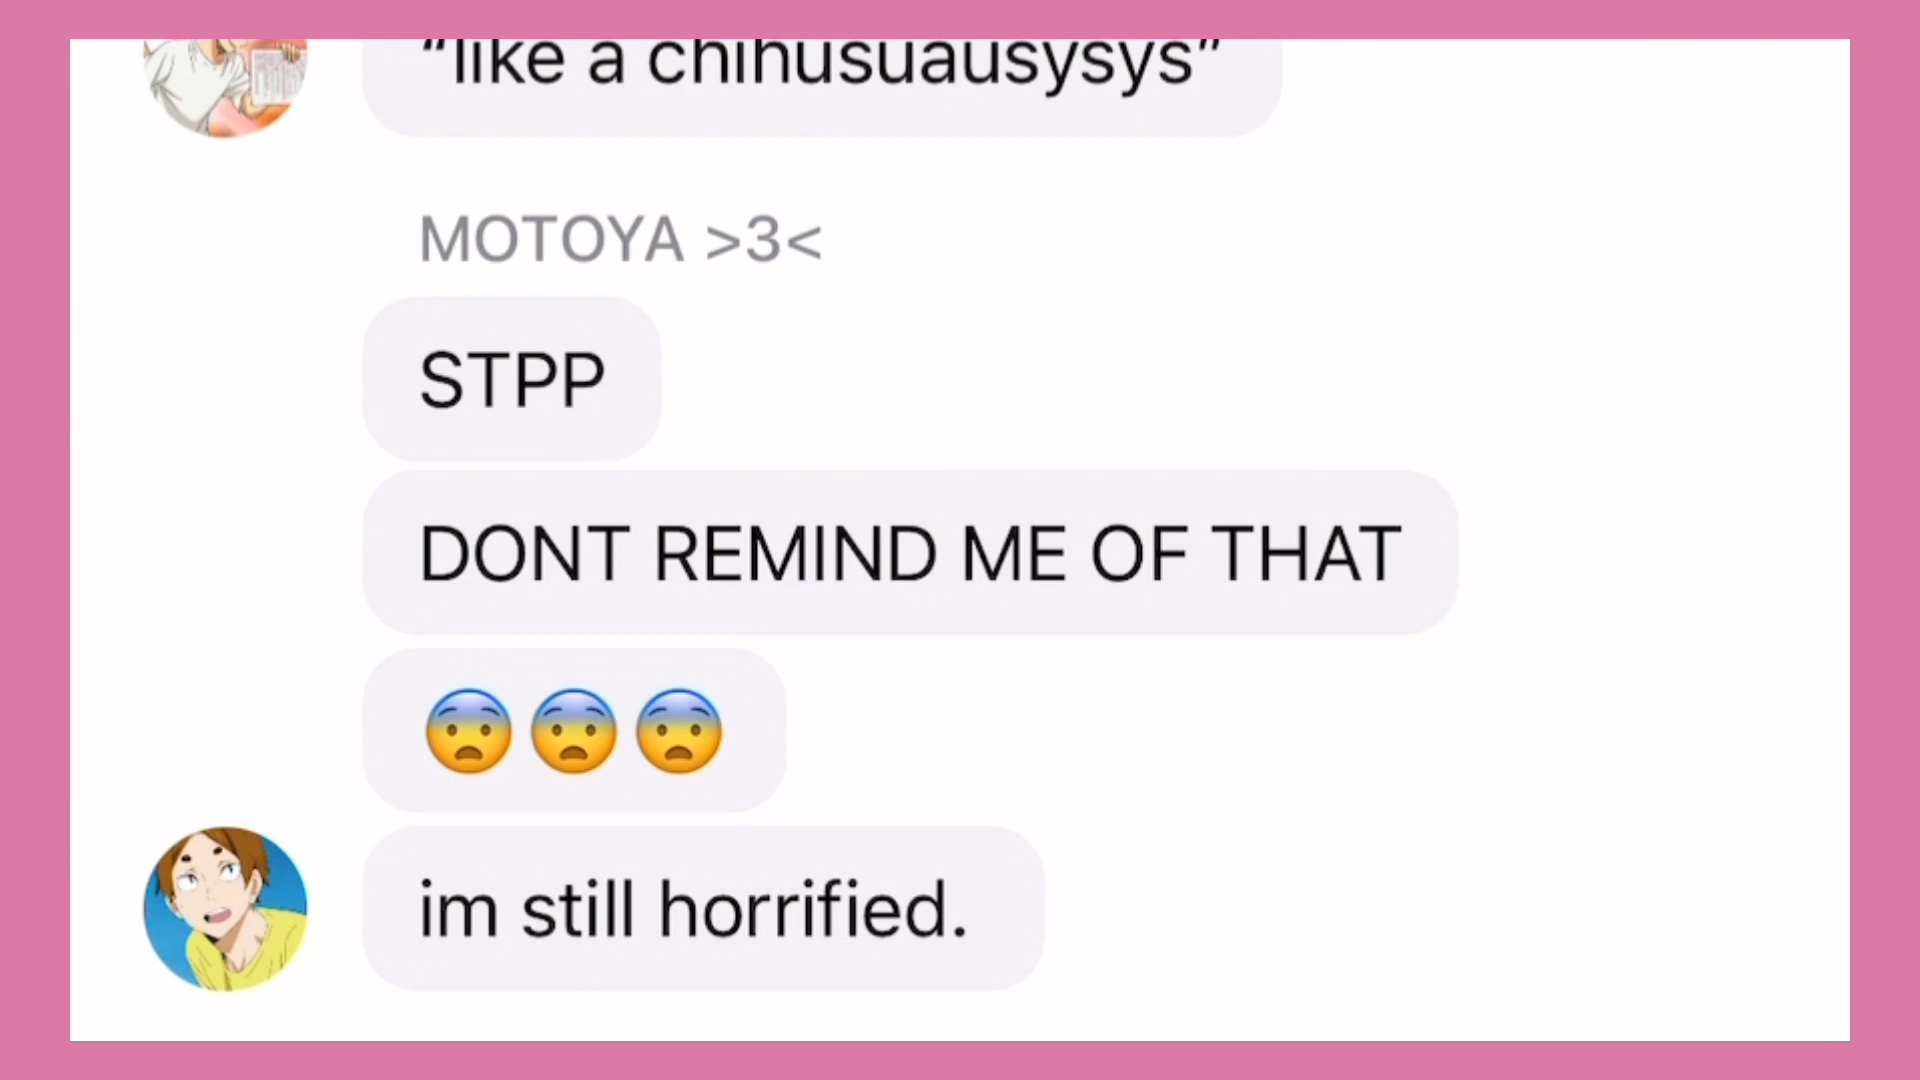 “like a chihusuausysys”
MOTOYA >3<
STPP
DONT REMIND ME OF THAT
😨😨😨
im still horrified.